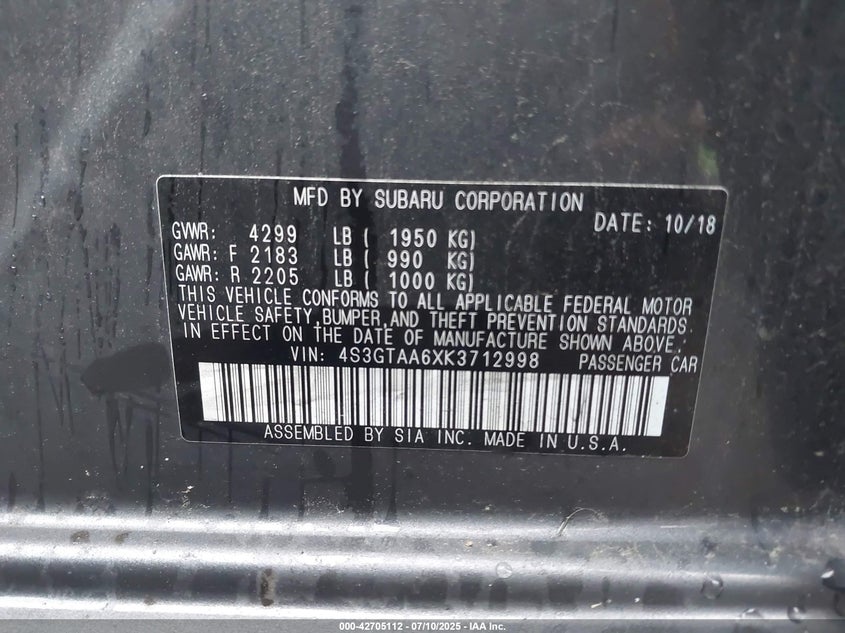 MFD BY SUBARU CORPORATION
DATE: 10/18
GVWR: 4299 LB ( 1950 KG)
GAWR: F 2183 LB ( 990 KG)
GAWR: R 2205 LB ( 1000 KG)
THIS VEHICLE CONFORMS TO ALL APPLICABLE FEDERAL MOTOR
VEHICLE SAFETY, BUMPER, AND THEFT PREVENTION STANDARDS
IN EFFECT ON THE DATE OF MANUFACTURE SHOWN ABOVE.
VIN: 4S3GTAA6XK3712998 PASSENGER CAR
ASSEMBLED BY SIA INC. MADE IN U.S.A.
000-42705112 - 07/10/2025 - IAA Inc.